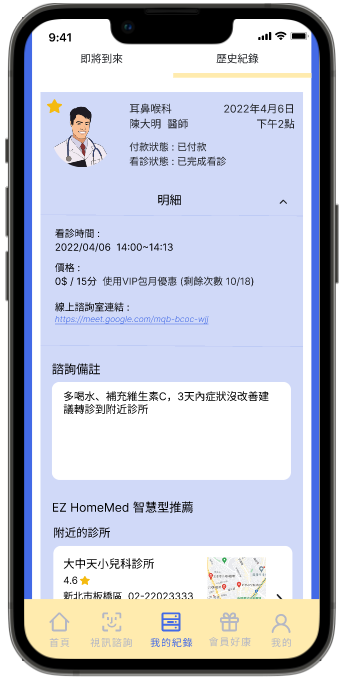 9:41
即將到來 歷史紀錄
耳鼻喉科 2022年4月6日
陳大明 醫師 下午2點
付款狀態 : 已付款
看診狀態 : 已完成看診
明細
看診時間 :
2022/04/06 14:00~14:13
價格 :
0$ / 15分 使用VIP包月優惠 (剩餘次數 10/18)
線上諮詢室連結 :
https://meet.google.com/mqb-bcoc-wjj
諮詢備註
多喝水、補充維生素C，3天內症狀沒改善建
議轉診到附近診所
EZ HomeMed 智慧型推薦
附近的診所
大中天小兒科診所
4.6
新北市板橋區 02-22023333
首頁 視訊諮詢 我的紀錄 會員好康 我的